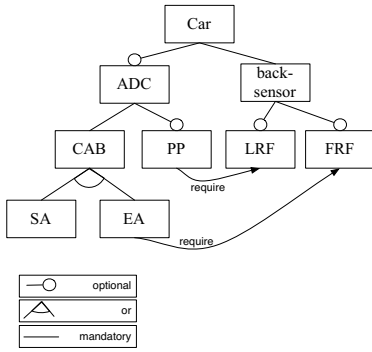 Car
ADC
back-
sensor
CAB
PP
LRF
FRF
require
SA
EA
require
optional
or
mandatory